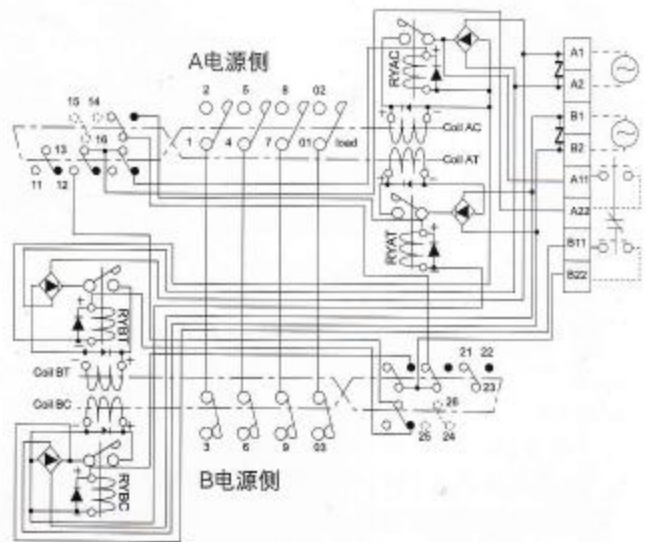 A电源侧
2 5 8 02
1 4 7 01 load
15 14
16
13
11 12
RYAC
Coil AC
Coil AT
RYAT
A1
A2
B1
B2
A11
A22
B11
B22
RYBT
Coil BT
Coil BC
RYBC
21 22
23
26
25 24
3 6 9 03
B电源侧